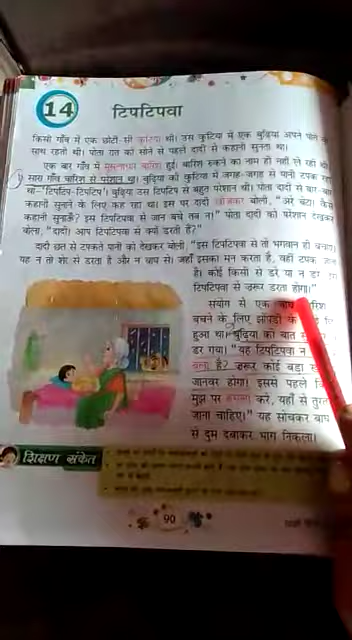 14
टिपटिपवा
किसी गाँव में एक छोटी-सी कुटिया थी। उस कुटिया में एक बुढ़िया अपने पोते के
साथ रहती थी। पोता रात को सोने से पहले दादी से कहानी सुनता था।
एक बार गाँव में मूसलाधार बारिश हुई। बारिश रुकने का नाम ही नहीं ले रही थी।
सारा गाँव बारिश से परेशान था। बुढ़िया की कुटिया में जगह-जगह से पानी टपक रहा
था–'टिपटिप-टिपटिप'। बुढ़िया उस टिपटिप से बहुत परेशान थी। पोता दादी से बार-बार
कहानी सुनाने के लिए कह रहा था। इस पर दादी बोली, "अरे बेटा! कैसे
कहानी सुनाऊँ? इस टिपटिपवा से जान बचे तब न!" पोता दादी को परेशान देखकर
बोला, "दादी! आप टिपटिपवा से क्यों डरती हैं?"
दादी छत से टपकते पानी को देखकर बोली, "इस टिपटिपवा से तो भगवान ही बचाए।
यह न तो शेर से डरता है और न बाघ से। जहाँ इसका मन करता है, वहीं टपक जाता
है। कोई किसी से डरे या न डरे
टिपटिपवा से ज़रूर डरता होगा।"
संयोग से एक बाघ बारिश
बचने के लिए झोपड़ी के
हुआ था। बुढ़िया की बात
डर गया। "यह टिपटिपवा न
बला है? ज़रूर कोई बड़ा
जानवर होगा। इससे पहले कि
मुझ पर हमला करे, यहाँ से तुरंत
जाना चाहिए।" यह सोचकर बाघ
से दुम दबाकर भाग निकला।
शिक्षण संकेत
90